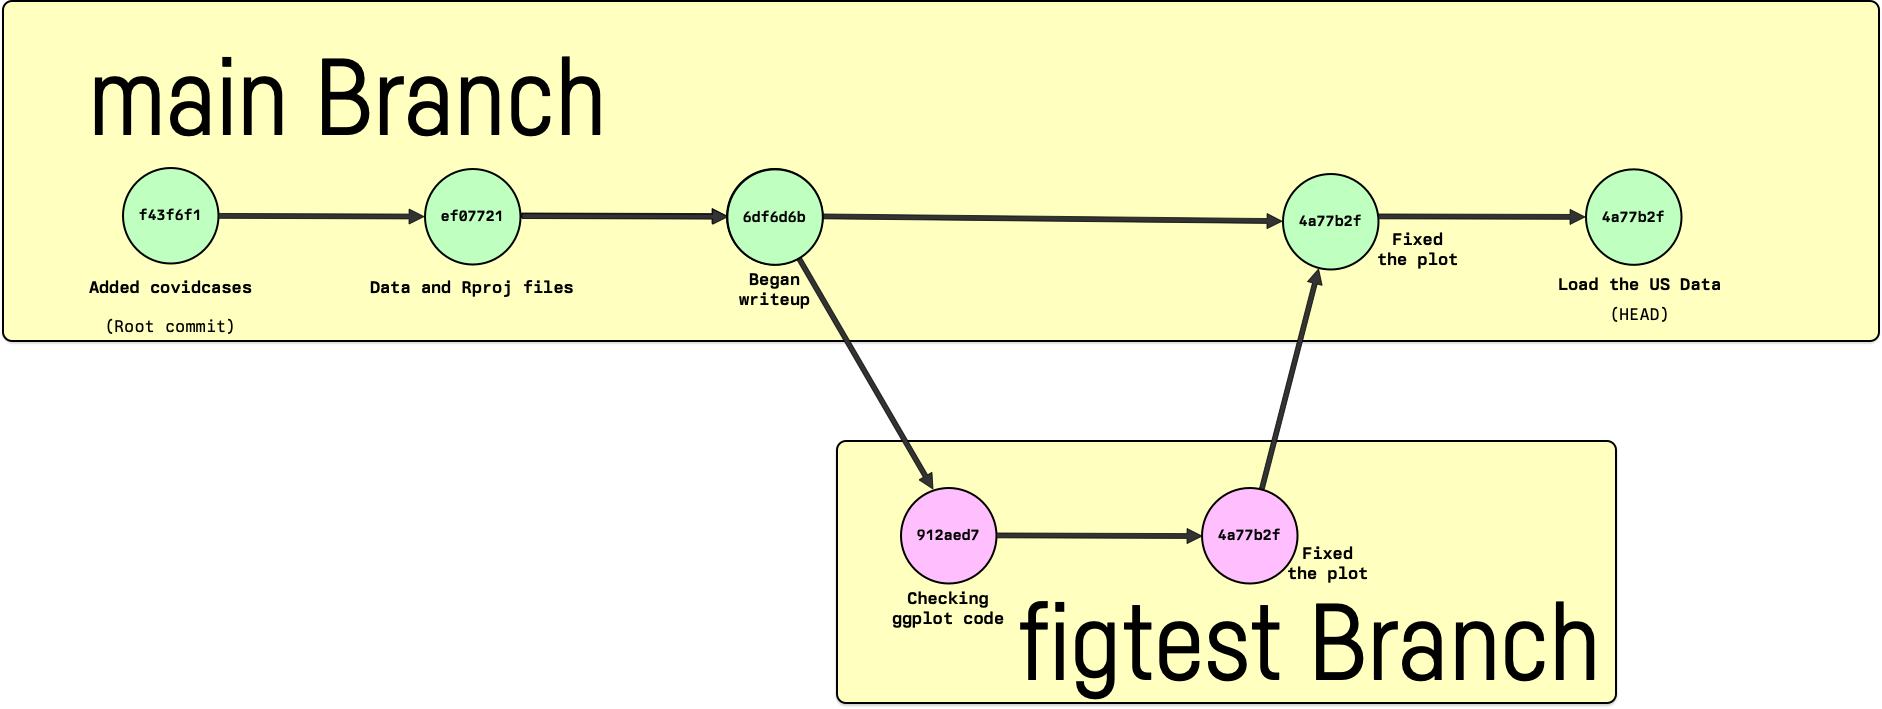 main Branch
f43f6f1
ef07721
6df6d6b
4a77b2f
4a77b2f
Added covidcases
(Root commit)
Data and Rproj files
Began
writeup
Fixed
the plot
Load the US Data
(HEAD)
912aed7
4a77b2f
Checking
ggplot code
Fixed
the plot
figtest Branch